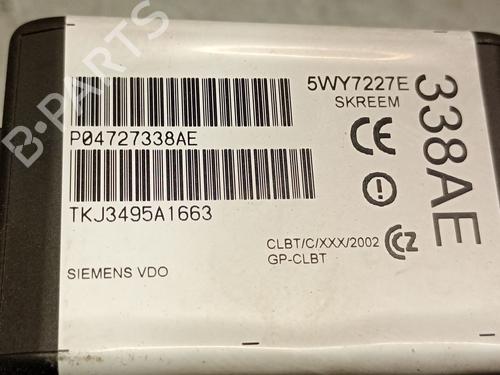 B-PARTS
5WY7227E
SKREEM
P04727338AE
338AE
CE
TKJ3495A1663
CLBT/C/XXX/2002
GP-CLBT
SIEMENS VDO